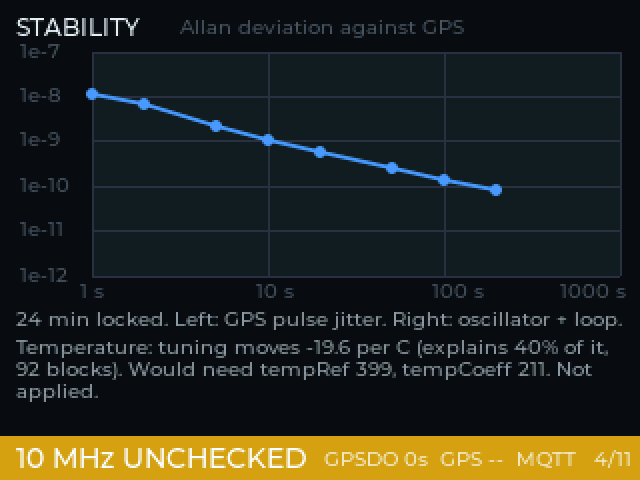 STABILITY Allan deviation against GPS
1e-7
1e-8
1e-9
1e-10
1e-11
1e-12
1 s 10 s 100 s 1000 s
24 min locked. Left: GPS pulse jitter. Right: oscillator + loop.
Temperature: tuning moves -19.6 per C (explains 40% of it,
92 blocks). Would need tempRef 399, tempCoeff 211. Not
applied.
10 MHz UNCHECKED GPSDO 0s GPS -- MQTT 4/11